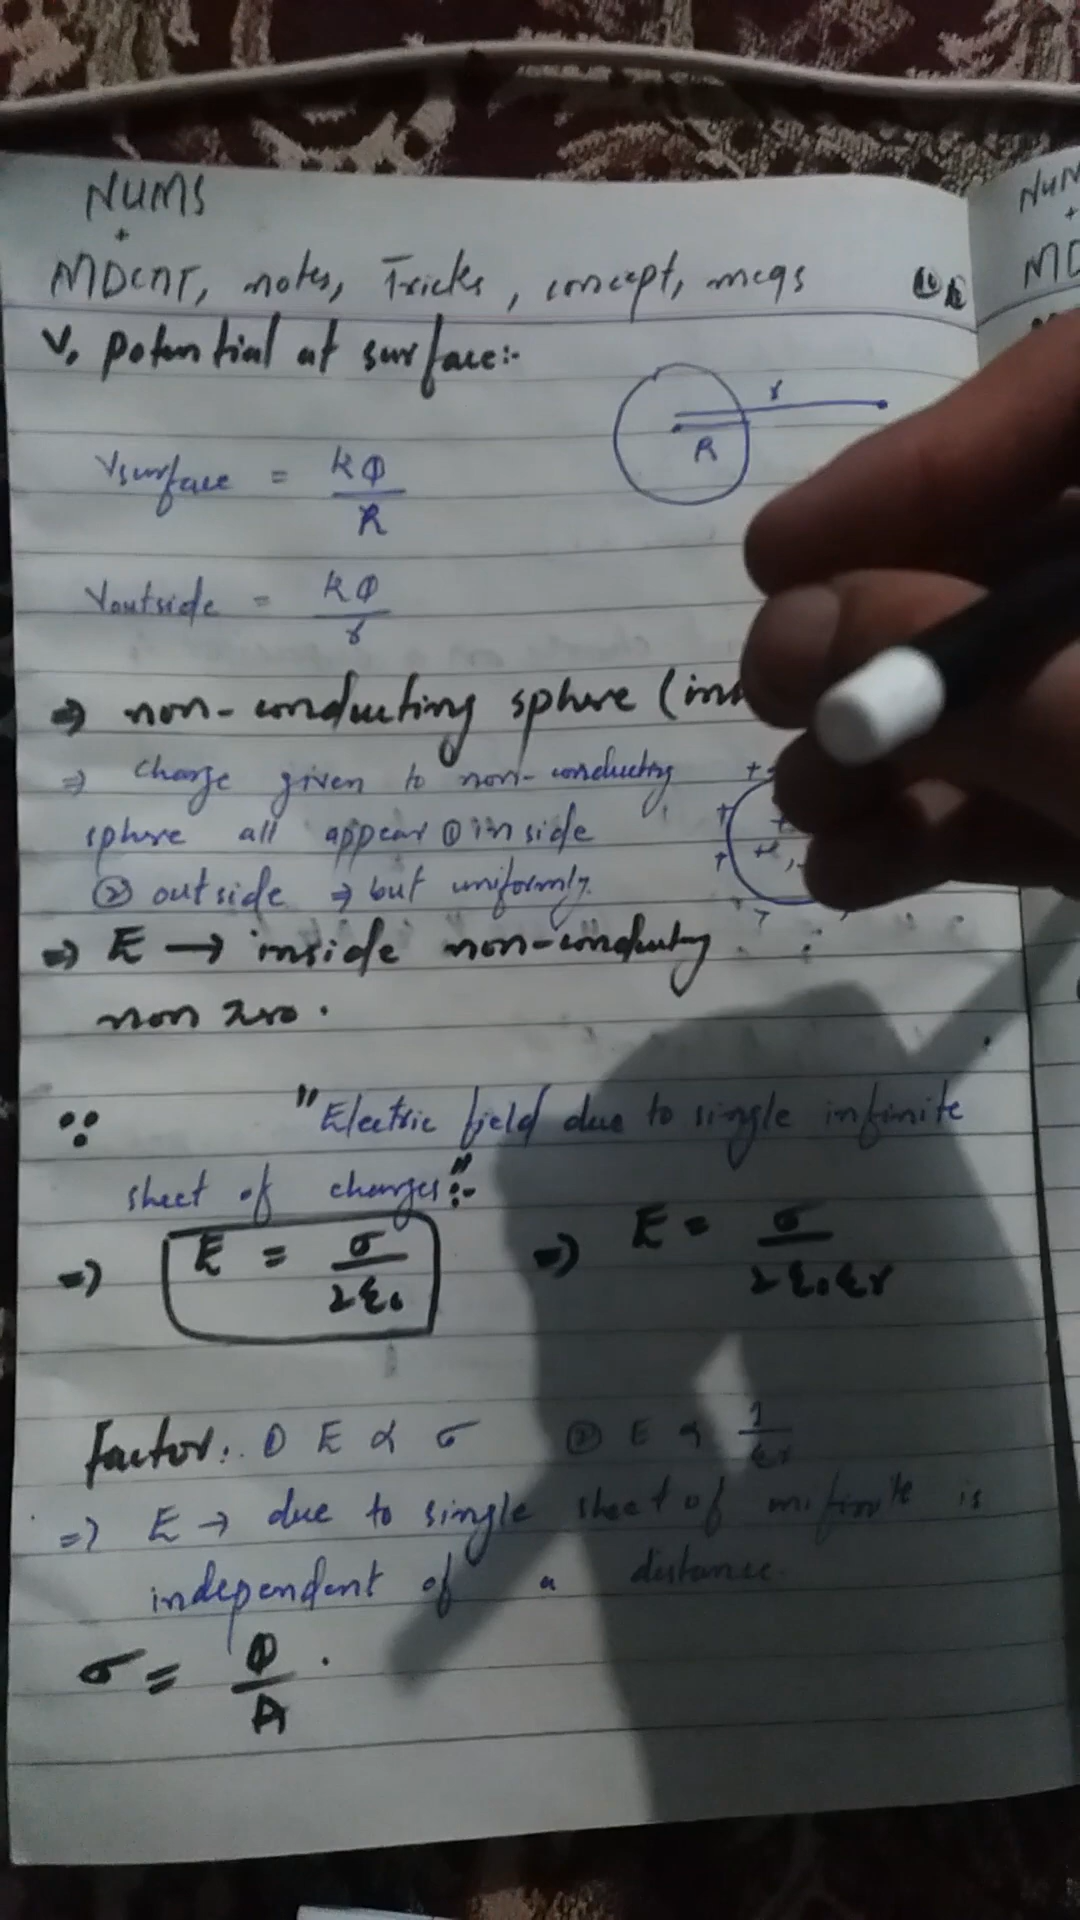 NUMS
+
MDCAT, notes, Tricks, concept, mcqs
V. potential at surface:-
r
R
Vsurface = kQ
R
Voutside = kQ
r
⇒ non-conducting sphere (in
⇒ charge given to non-conducting
sphere all appear ① inside
② outside → but uniformly.
⇒ E → inside non-conducting
non zero.
"Electric field due to single infinite
sheet of charges":-
⇒ E = σ
2ε₀
⇒ E = σ
2ε₀εr
Factor:. ① E ∝ σ ② E ∝ 1
εr
⇒ E → due to single sheet of infinite is
independent of a distance.
σ = Q
A
NUM
+
MD